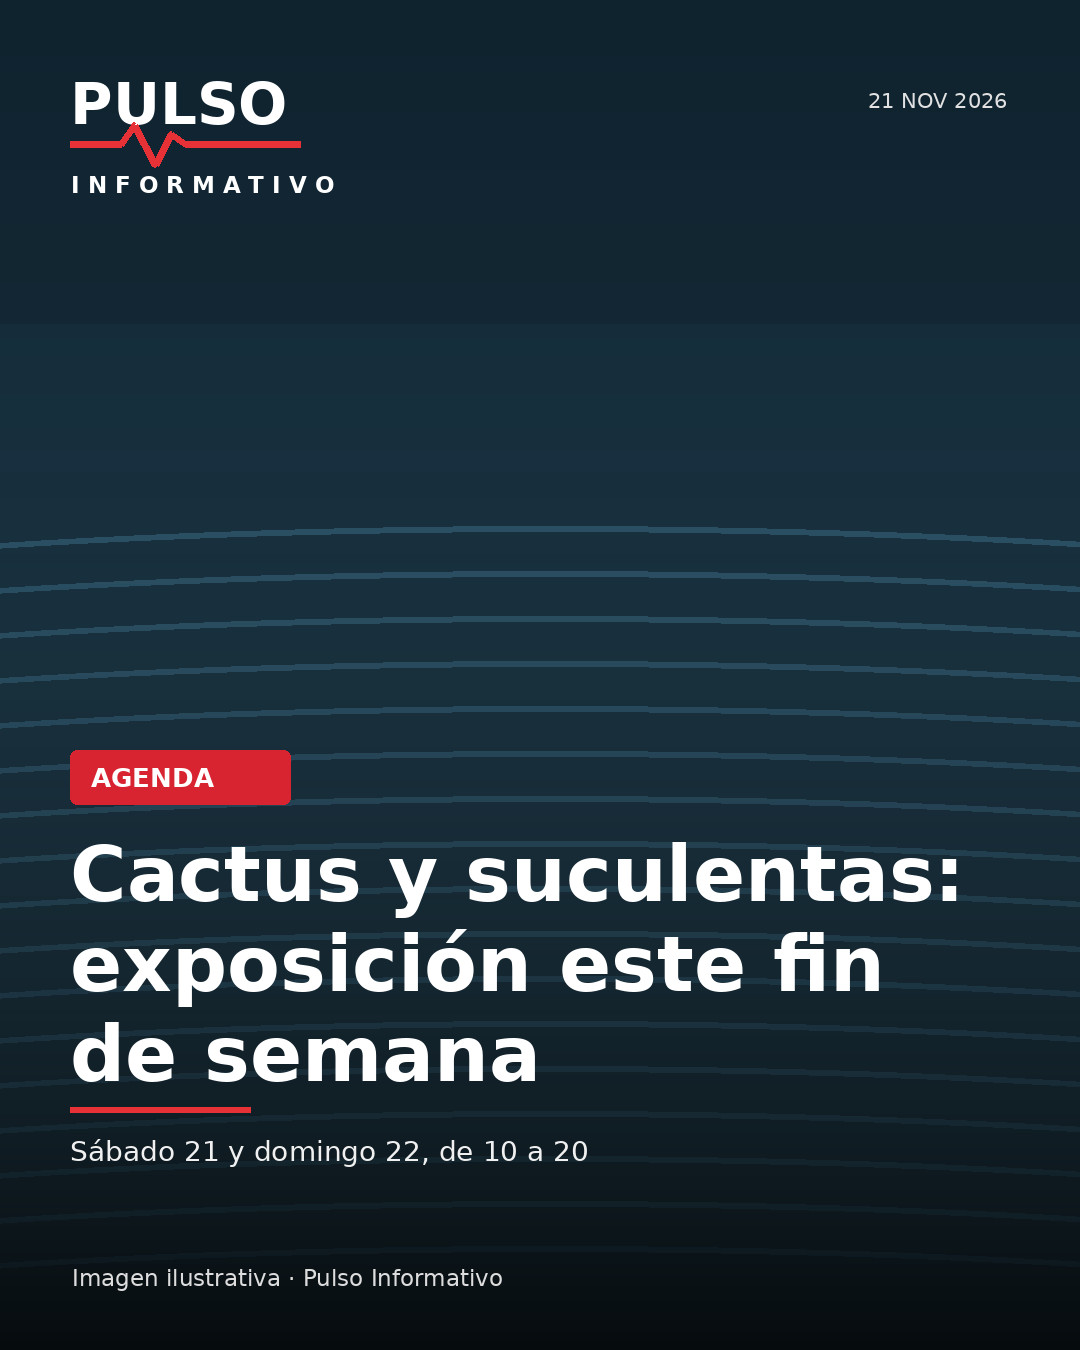 PULSO
INFORMATIVO
21 NOV 2026
AGENDA
Cactus y suculentas:
exposición este fin
de semana
Sábado 21 y domingo 22, de 10 a 20
Imagen ilustrativa · Pulso Informativo